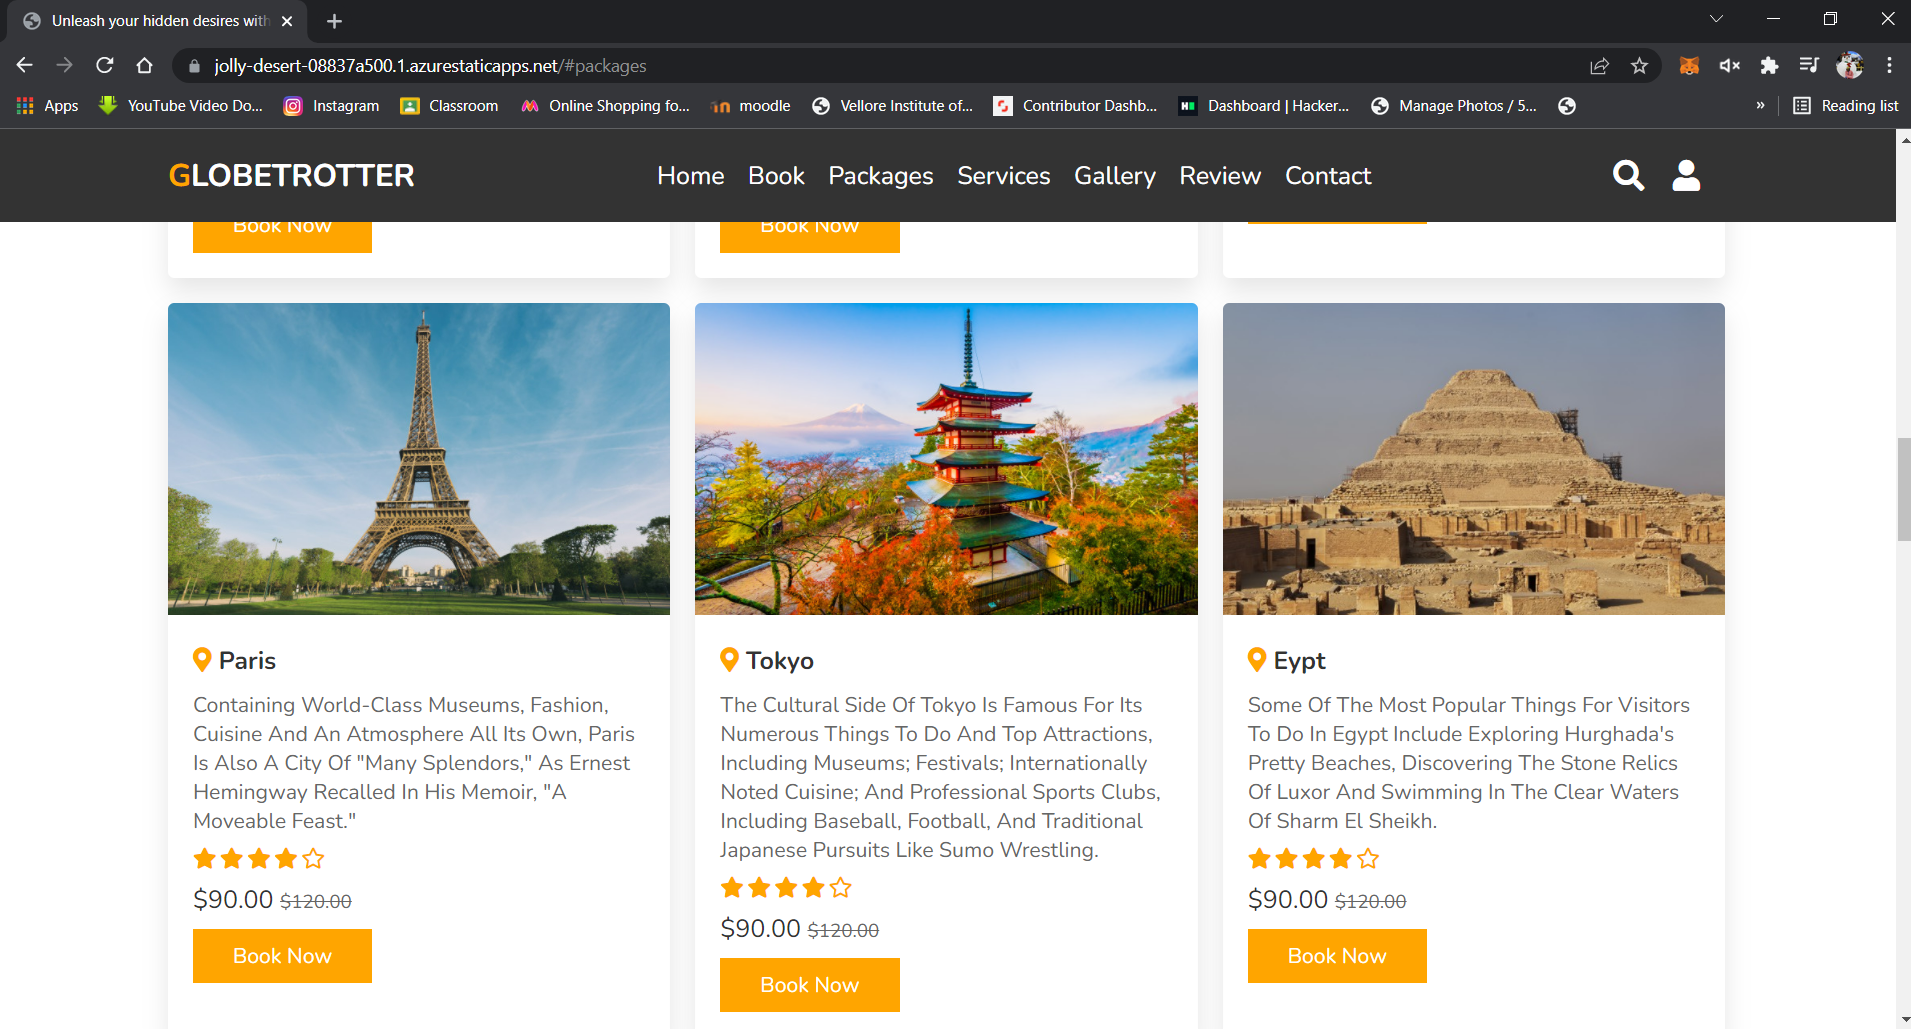 Unleash your hidden desires with
jolly-desert-08837a500.1.azurestaticapps.net/#packages
Apps YouTube Video Do... Instagram Classroom Online Shopping fo... moodle Vellore Institute of... Contributor Dashb... Dashboard | Hacker... Manage Photos / 5... » Reading list
GLOBETROTTER Home Book Packages Services Gallery Review Contact
Book Now Book Now
Paris
Containing World-Class Museums, Fashion,
Cuisine And An Atmosphere All Its Own, Paris
Is Also A City Of "Many Splendors," As Ernest
Hemingway Recalled In His Memoir, "A
Moveable Feast."
$90.00 $120.00
Book Now
Tokyo
The Cultural Side Of Tokyo Is Famous For Its
Numerous Things To Do And Top Attractions,
Including Museums; Festivals; Internationally
Noted Cuisine; And Professional Sports Clubs,
Including Baseball, Football, And Traditional
Japanese Pursuits Like Sumo Wrestling.
$90.00 $120.00
Book Now
Eypt
Some Of The Most Popular Things For Visitors
To Do In Egypt Include Exploring Hurghada's
Pretty Beaches, Discovering The Stone Relics
Of Luxor And Swimming In The Clear Waters
Of Sharm El Sheikh.
$90.00 $120.00
Book Now